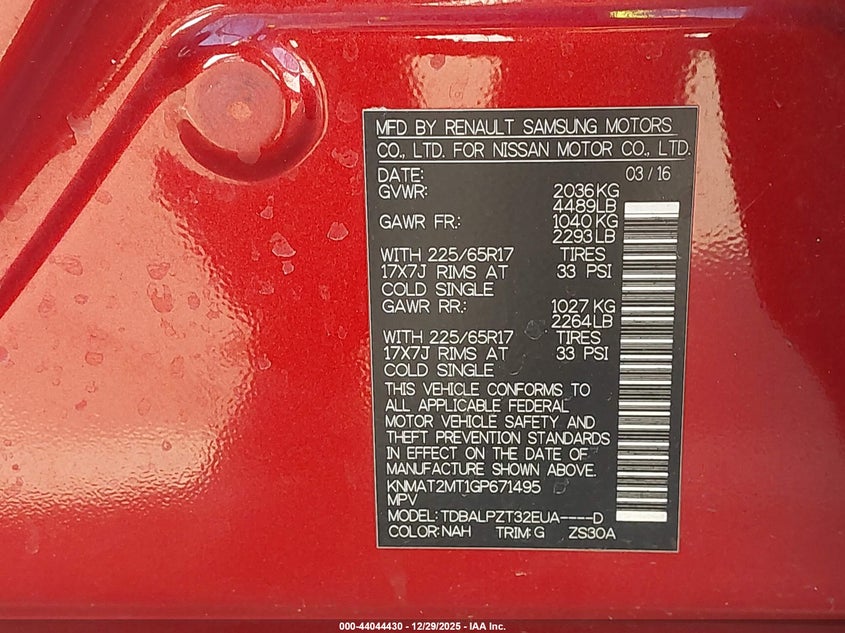 MFD BY RENAULT SAMSUNG MOTORS
CO., LTD. FOR NISSAN MOTOR CO., LTD.
DATE: 03 / 16
GVWR: 2036 KG
4489 LB
GAWR FR: 1040 KG
2293 LB
WITH 225/65R17 TIRES
17X7J RIMS AT 33 PSI
COLD SINGLE
GAWR RR: 1027 KG
2264 LB
WITH 225/65R17 TIRES
17X7J RIMS AT 33 PSI
COLD SINGLE
THIS VEHICLE CONFORMS TO
ALL APPLICABLE FEDERAL
MOTOR VEHICLE SAFETY AND
THEFT PREVENTION STANDARDS
IN EFFECT ON THE DATE OF
MANUFACTURE SHOWN ABOVE.
KNMAT2MT1GP671495
MPV
MODEL: TDBALPZT32EUA----D
COLOR: NAH TRIM: G ZS30A
000-44044430 - 12/29/2025 - IAA Inc.